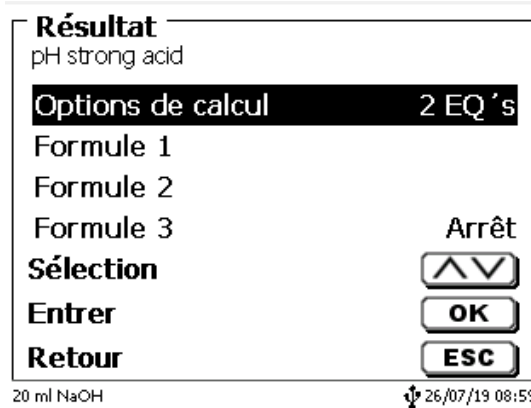 Résultat
pH strong acid
Options de calcul 2 EQ´s
Formule 1
Formule 2
Formule 3 Arrêt
Sélection
Entrer OK
Retour ESC
20 ml NaOH 26/07/19 08:59